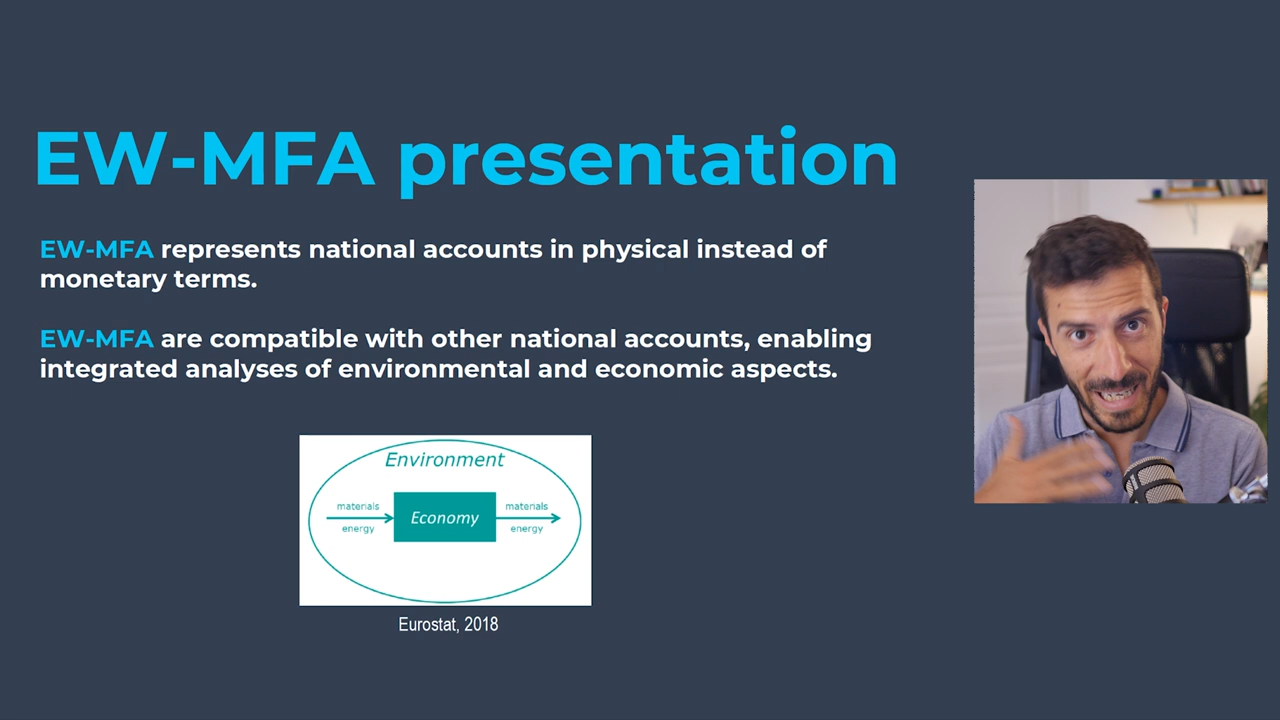 EW-MFA presentation
EW-MFA represents national accounts in physical instead of
monetary terms.
EW-MFA are compatible with other national accounts, enabling
integrated analyses of environmental and economic aspects.
Environment
materials
energy
Economy
materials
energy
Eurostat, 2018